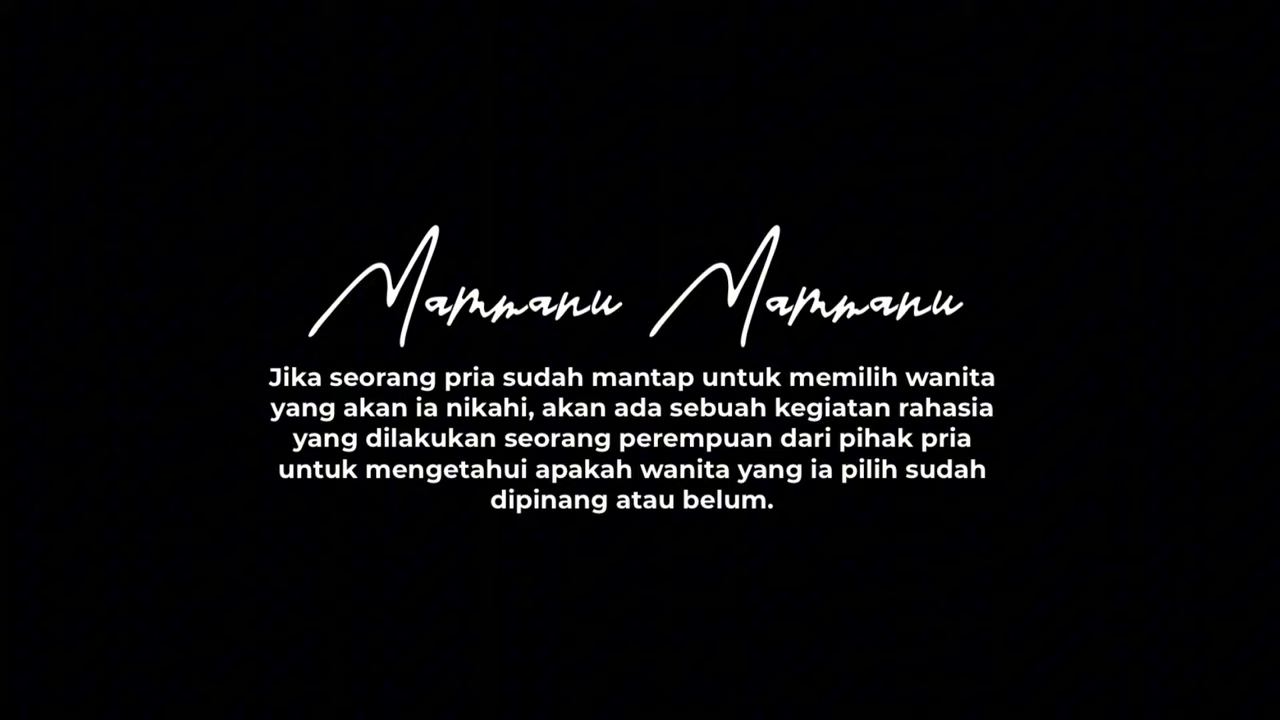 Mammanu Mammanu
Jika seorang pria sudah mantap untuk memilih wanita
yang akan ia nikahi, akan ada sebuah kegiatan rahasia
yang dilakukan seorang perempuan dari pihak pria
untuk mengetahui apakah wanita yang ia pilih sudah
dipinang atau belum.